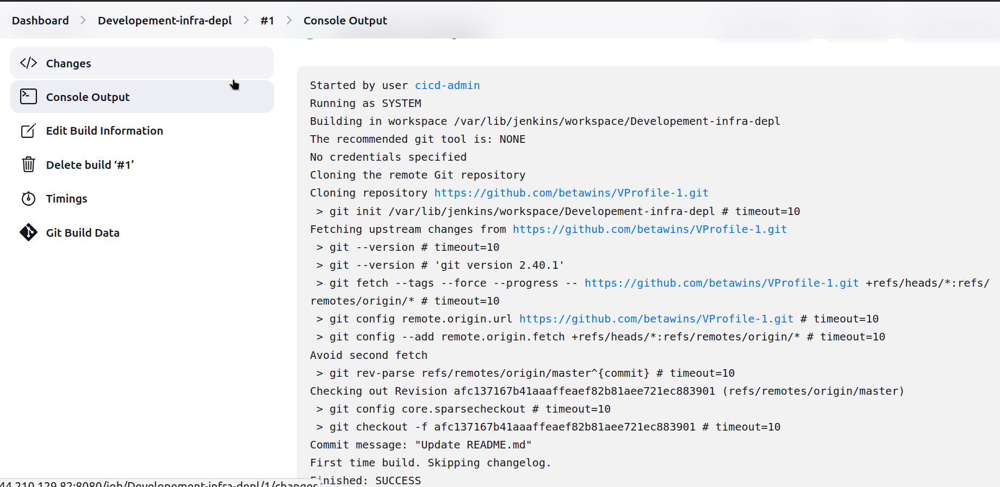 Dashboard > Developement-infra-depl > #1 > Console Output
Changes
Console Output
Edit Build Information
Delete build ‘#1’
Timings
Git Build Data
Started by user cicd-admin
Running as SYSTEM
Building in workspace /var/lib/jenkins/workspace/Developement-infra-depl
The recommended git tool is: NONE
No credentials specified
Cloning the remote Git repository
Cloning repository https://github.com/betawins/VProfile-1.git
> git init /var/lib/jenkins/workspace/Developement-infra-depl # timeout=10
Fetching upstream changes from https://github.com/betawins/VProfile-1.git
> git --version # timeout=10
> git --version # 'git version 2.40.1'
> git fetch --tags --force --progress -- https://github.com/betawins/VProfile-1.git +refs/heads/*:refs/
remotes/origin/* # timeout=10
> git config remote.origin.url https://github.com/betawins/VProfile-1.git # timeout=10
> git config --add remote.origin.fetch +refs/heads/*:refs/remotes/origin/* # timeout=10
Avoid second fetch
> git rev-parse refs/remotes/origin/master^{commit} # timeout=10
Checking out Revision afc137167b41aaaffeaef82b81aee721ec883901 (refs/remotes/origin/master)
> git config core.sparsecheckout # timeout=10
> git checkout -f afc137167b41aaaffeaef82b81aee721ec883901 # timeout=10
Commit message: "Update README.md"
First time build. Skipping changelog.
Finished: SUCCESS
44.210.129.82:8080/job/Developement-infra-depl/1/changes